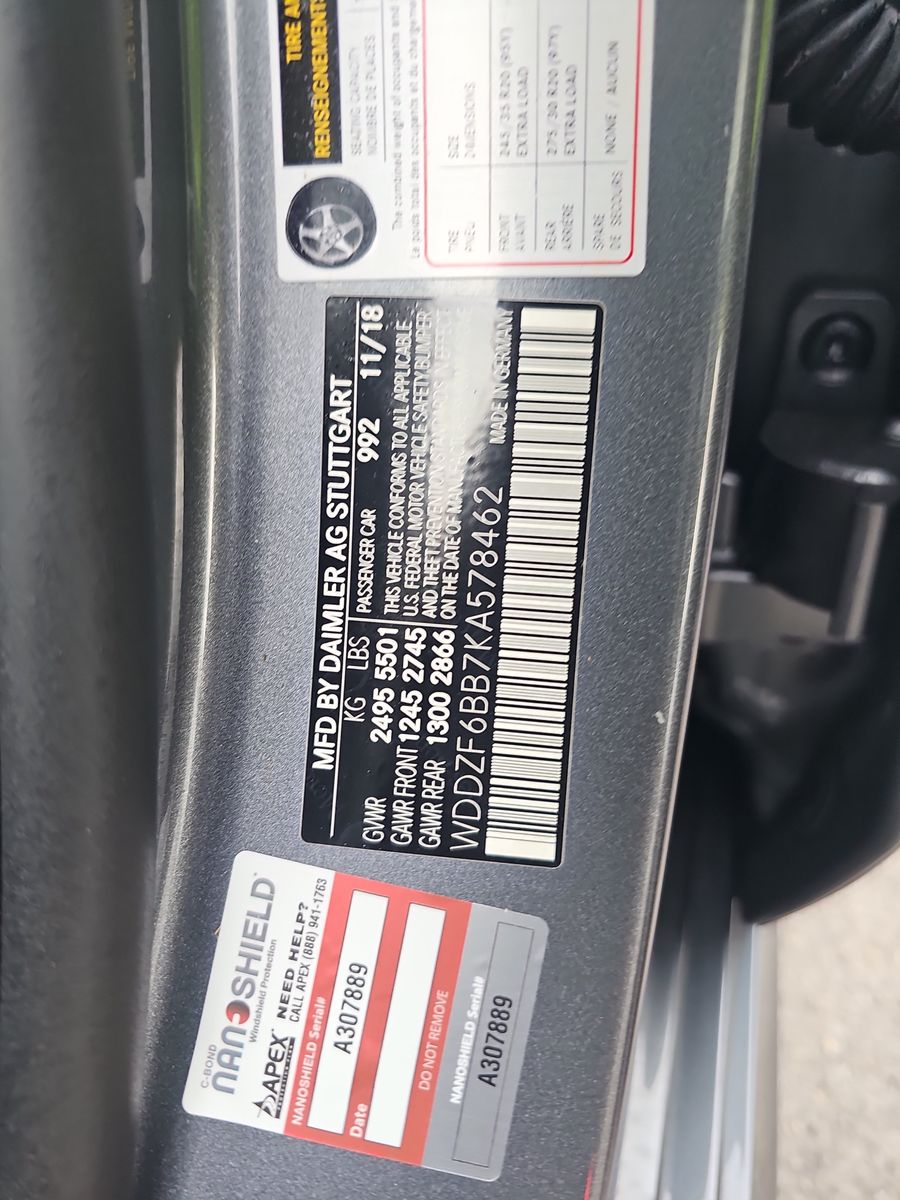 TIRE
RENSEIGNEMENT
SEATING CAPACITY
NOMBRE DE PLACES
The combined weight of occupants and
Le poids total des occupants et du chargement
TIRE SIZE
PNEU DIMENSIONS
FRONT 245/35 R20 (95Y)
AVANT EXTRA LOAD
REAR 275/30 R20 (97Y)
ARRIERE EXTRA LOAD
SPARE NONE / AUCUN
DE SECOURS
MFD BY DAIMLER AG STUTTGART
KG LBS PASSENGER CAR 992 11/18
GVWR 2495 5501 THIS VEHICLE CONFORMS TO ALL APPLICABLE
GAWR FRONT 1245 2745 U.S. FEDERAL MOTOR VEHICLE SAFETY BUMPER
GAWR REAR 1300 2866 AND THEFT PREVENTION STANDARDS IN EFFECT
ON THE DATE OF
MADE IN GERMANY
WDDZF6BB7KA578462
C-BOND
NANOSHIELD
Windshield Protection
APEX NEED HELP?
CALL APEX (888) 941-1763
NANOSHIELD Serial#
A307889
Date
DO NOT REMOVE
NANOSHIELD Serial#
A307889